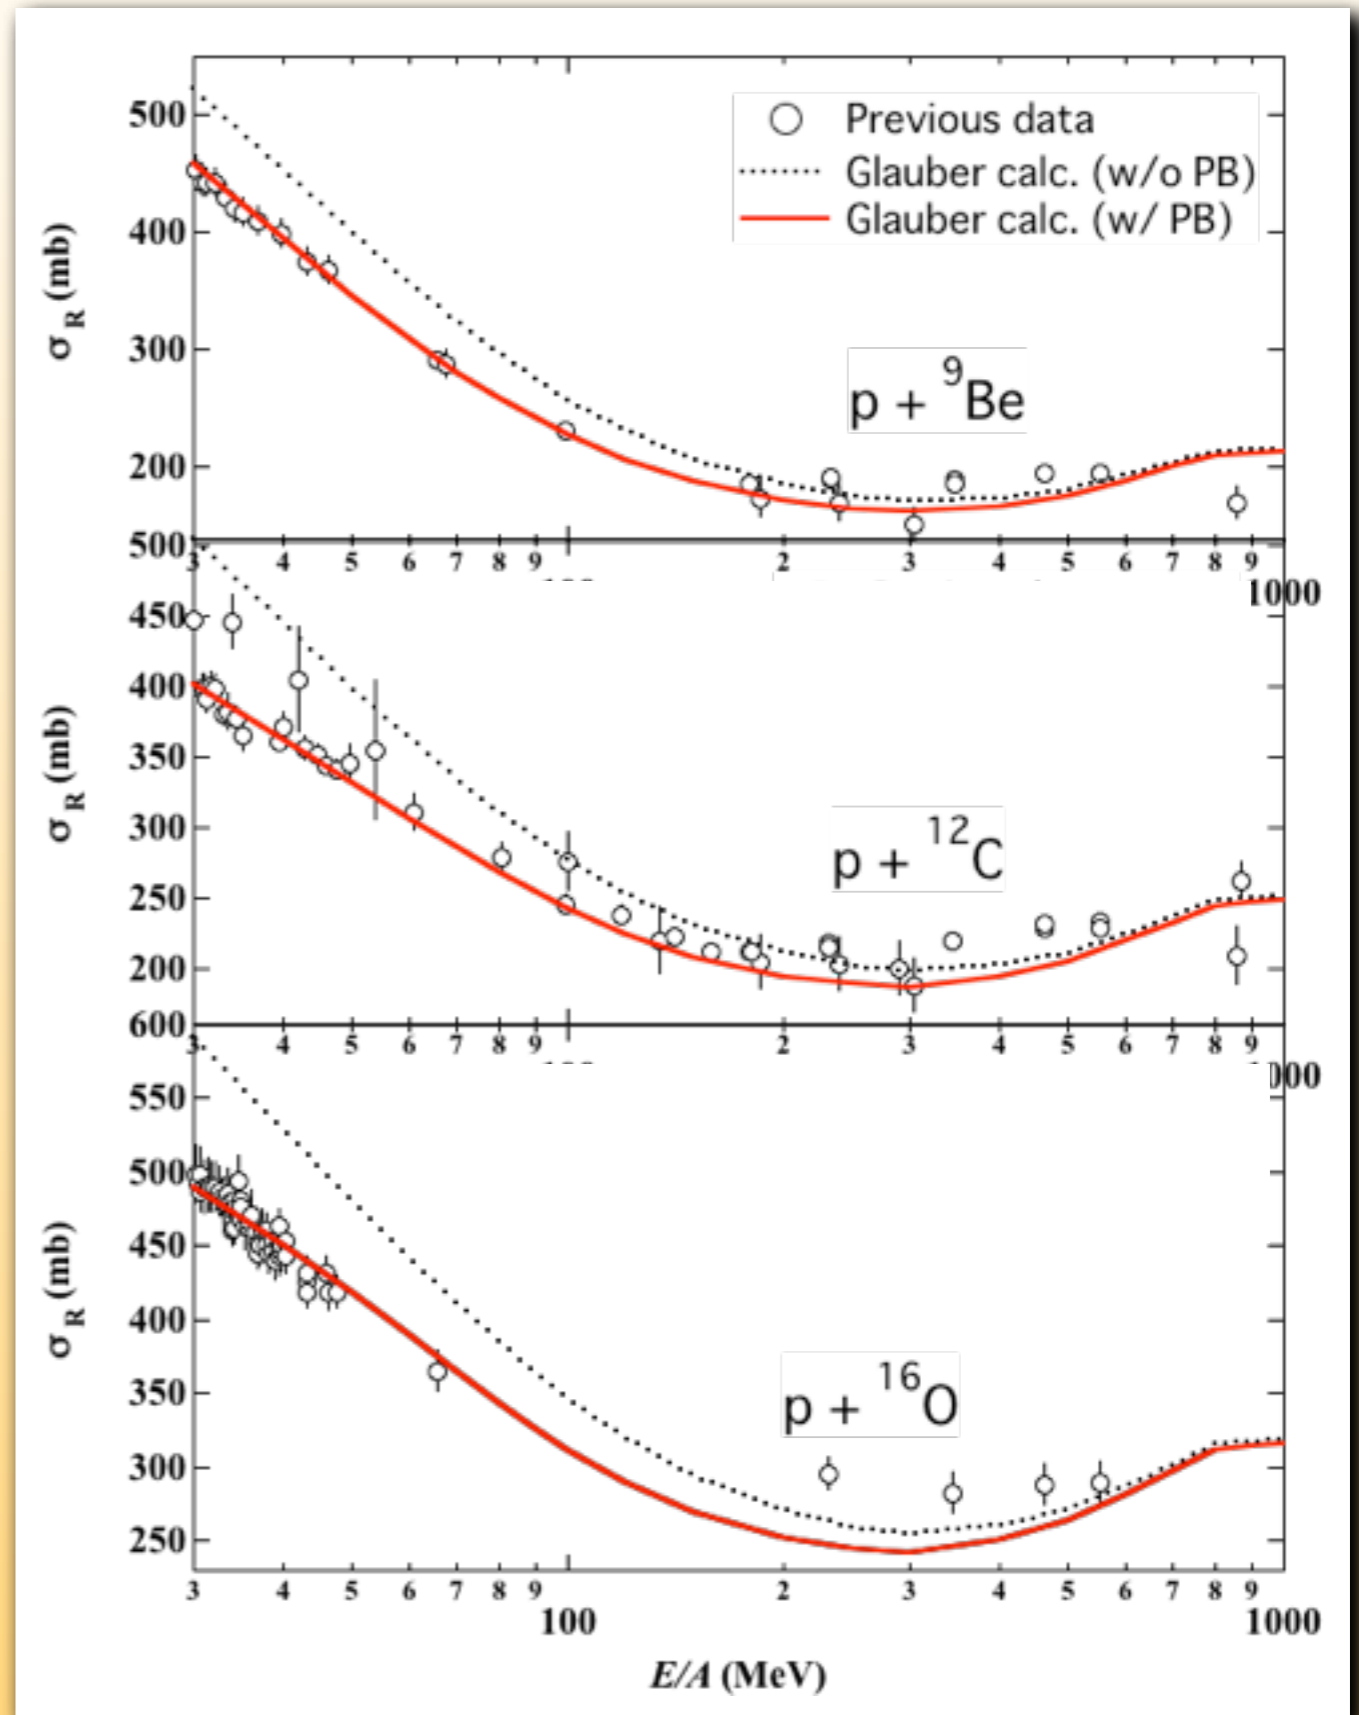 500
400
300
200
σR (mb)
Previous data
Glauber calc. (w/o PB)
Glauber calc. (w/ PB)
p + 9Be
3 4 5 6 7 8 9 2 3 4 5 6 7 8 9
1000
500
450
400
350
300
250
200
σR (mb)
p + 12C
3 4 5 6 7 8 9 2 3 4 5 6 7 8 9
600
550
500
450
400
350
300
250
σR (mb)
p + 16O
3 4 5 6 7 8 9 2 3 4 5 6 7 8 9
100 1000
E/A (MeV)